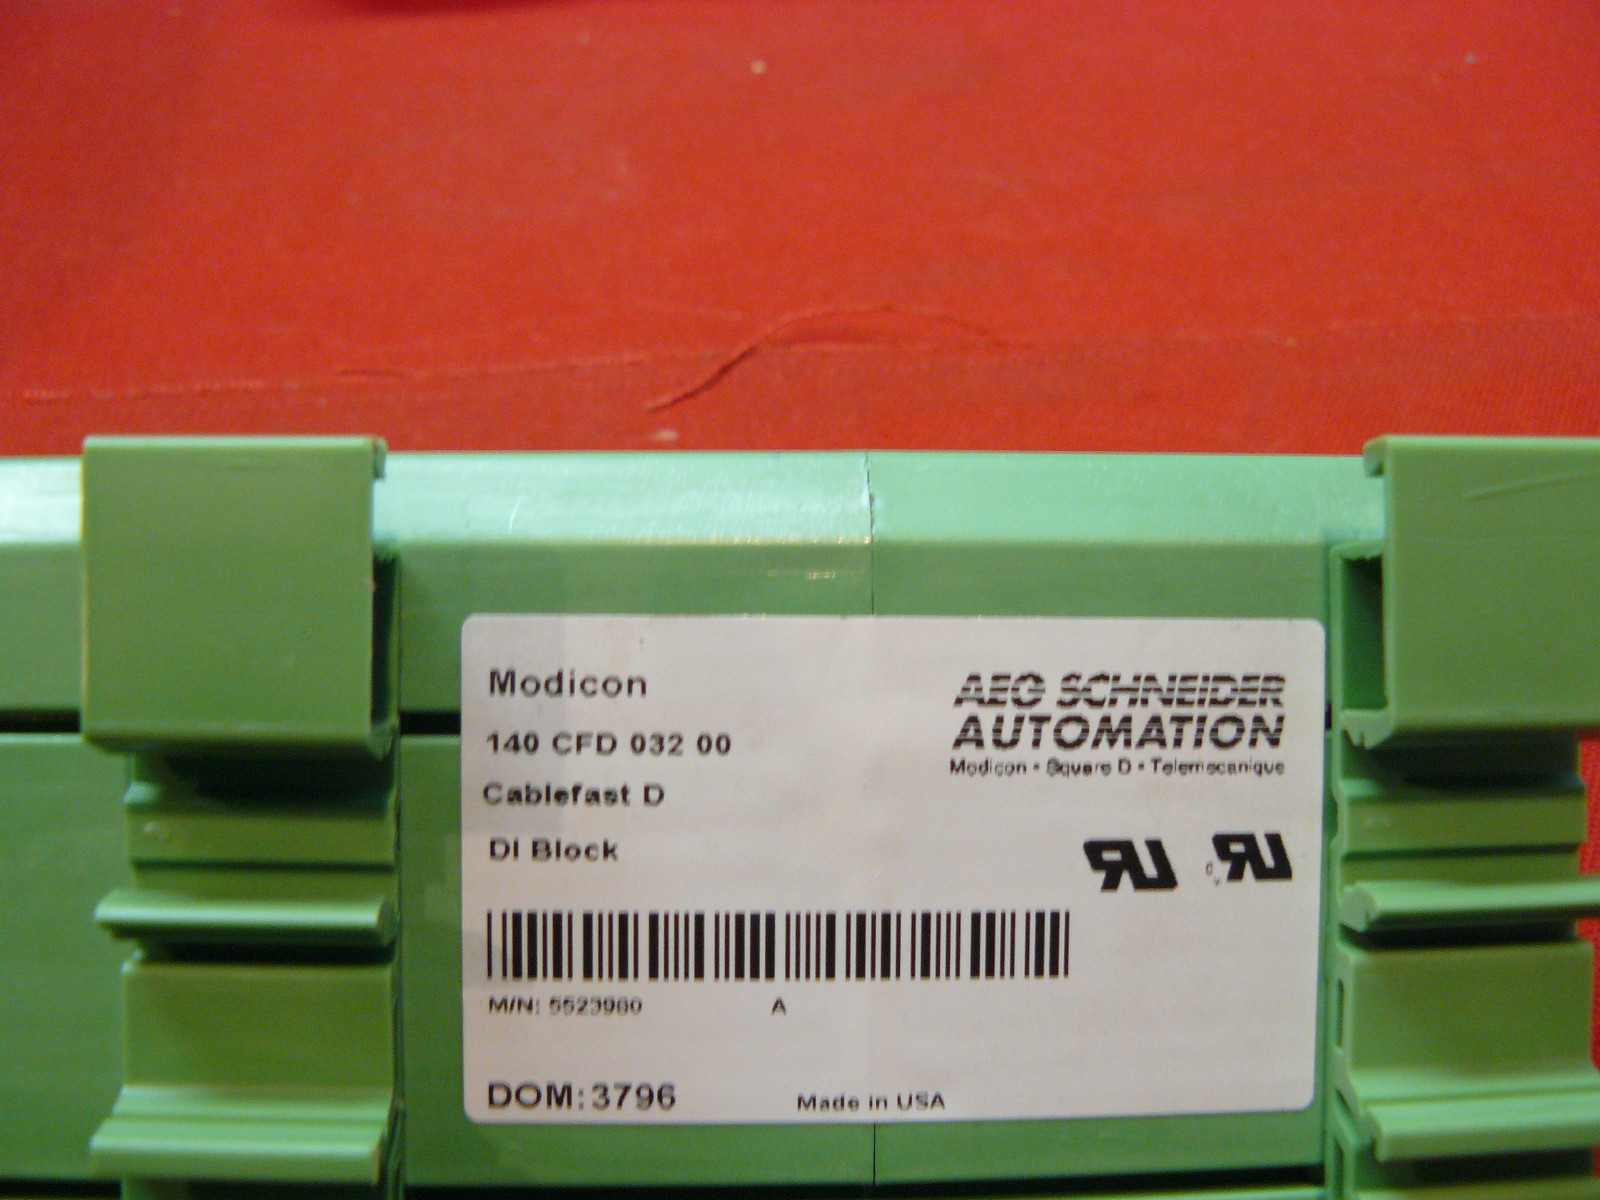 Modicon
140 CFD 032 00
Cablefast D
DI Block
AEG SCHNEIDER
AUTOMATION
Modicon • Square D • Telemecanique
M/N: 5523980 A
DOM: 3796
Made in USA